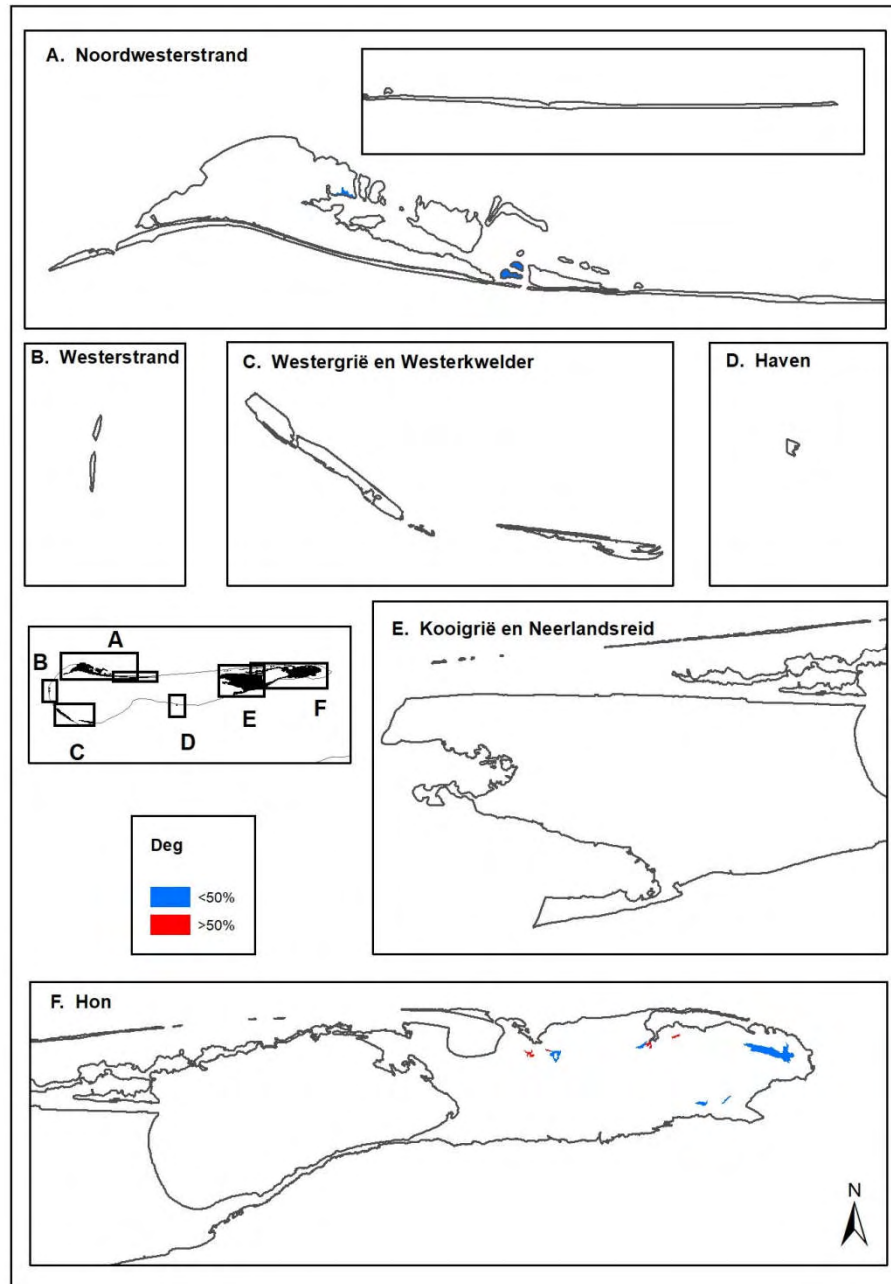 A. Noordwesterstrand
B. Westerstrand
C. Westergrië en Westerkwelder
D. Haven
A
B
C
D
E
F
E. Kooigrië en Neerlandsreid
Deg
<50%
>50%
F. Hon
N